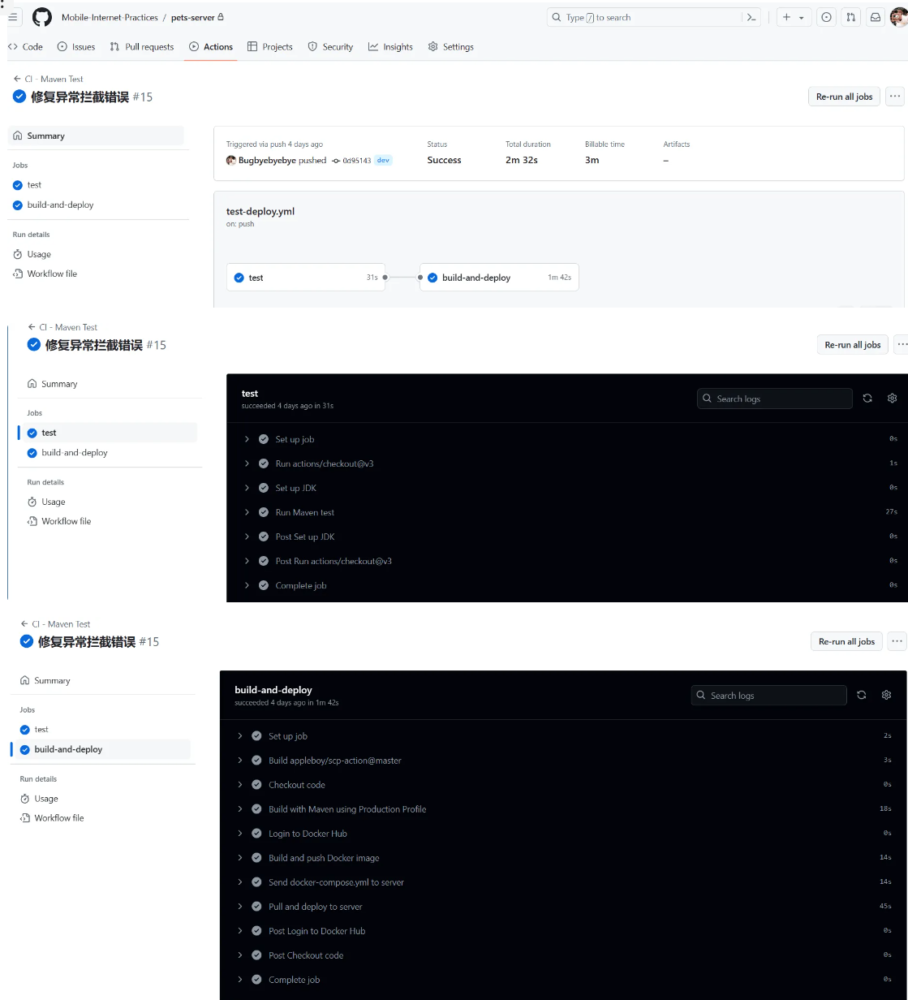 Mobile-Internet-Practices / pets-server
Type / to search
Code Issues Pull requests Actions Projects Security Insights Settings
CI - Maven Test
修复异常拦截错误 #15
Re-run all jobs
Summary
Jobs
test
build-and-deploy
Run details
Usage
Workflow file
Triggered via push 4 days ago
Bugbyebyebye pushed 0d95143 dev
Status
Success
Total duration
2m 32s
Billable time
3m
Artifacts
–
test-deploy.yml
on: push
test 31s
build-and-deploy 1m 42s
CI - Maven Test
修复异常拦截错误 #15
Re-run all jobs
Summary
Jobs
test
build-and-deploy
Run details
Usage
Workflow file
test
succeeded 4 days ago in 31s
Search logs
Set up job 0s
Run actions/checkout@v3 1s
Set up JDK 0s
Run Maven test 27s
Post Set up JDK 0s
Post Run actions/checkout@v3 0s
Complete job 0s
CI - Maven Test
修复异常拦截错误 #15
Re-run all jobs
Summary
Jobs
test
build-and-deploy
Run details
Usage
Workflow file
build-and-deploy
succeeded 4 days ago in 1m 42s
Search logs
Set up job 2s
Build appleboy/scp-action@master 3s
Checkout code 0s
Build with Maven using Production Profile 18s
Login to Docker Hub 0s
Build and push Docker image 14s
Send docker-compose.yml to server 14s
Pull and deploy to server 45s
Post Login to Docker Hub 0s
Post Checkout code 0s
Complete job 0s